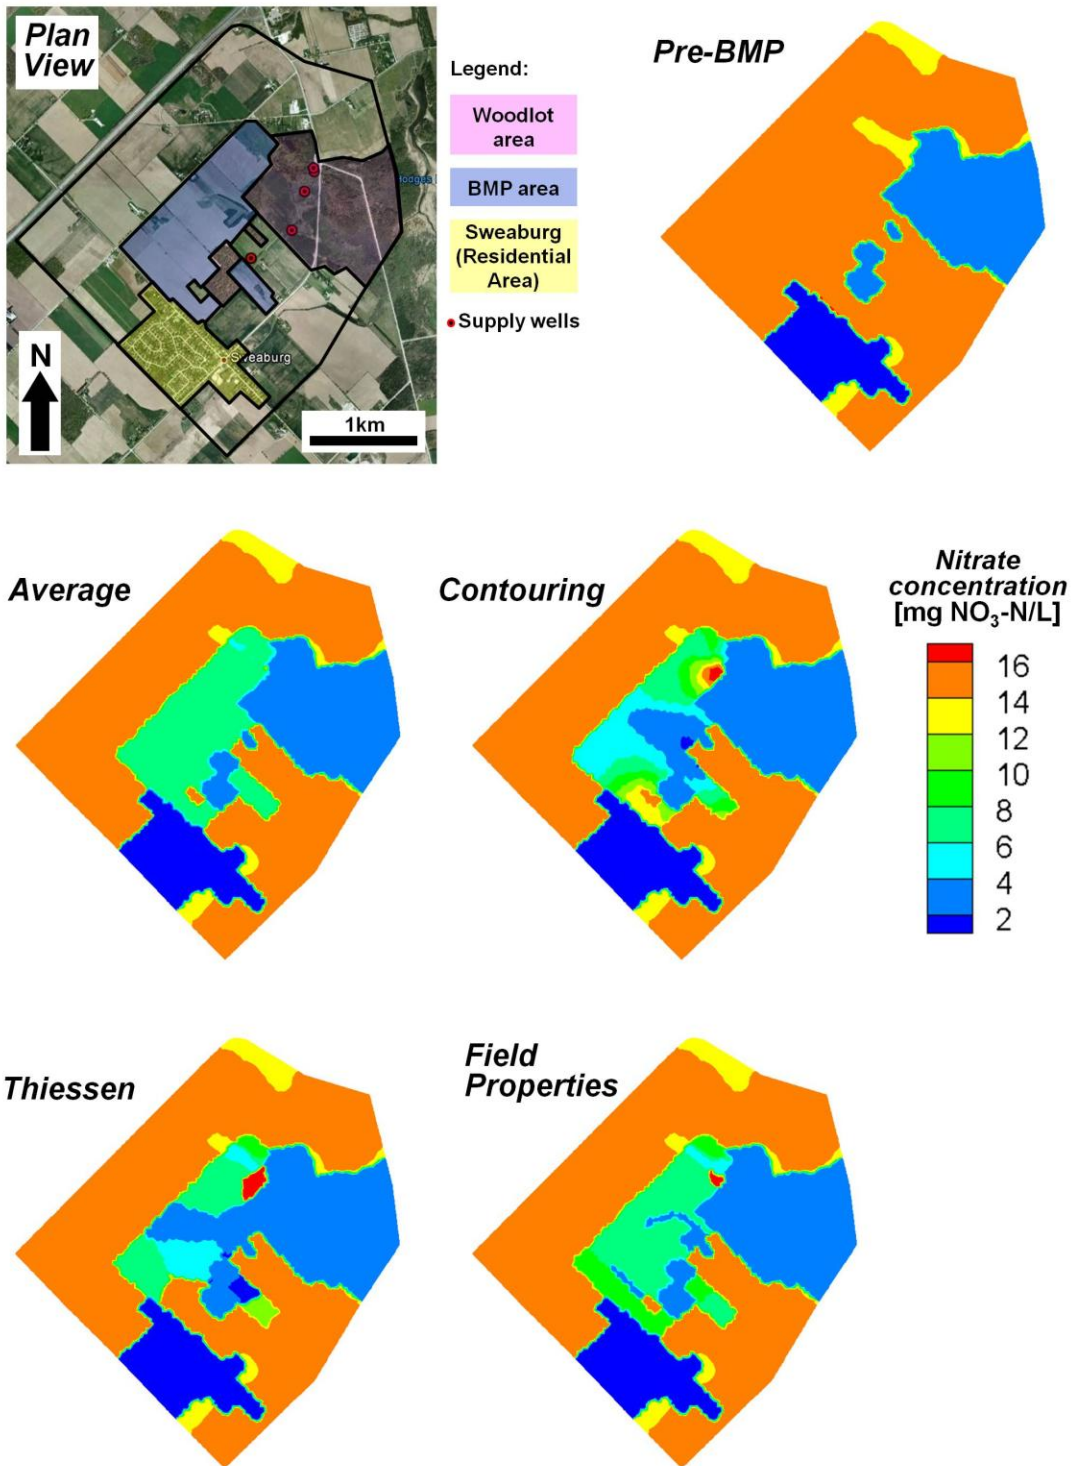 Plan
View
Legend:
Woodlot
area
BMP area
Sweaburg
(Residential
Area)
Supply wells
Hodges
Sweaburg
N
1km
Pre-BMP
Average
Contouring
Nitrate
concentration
[mg NO₃-N/L]
16
14
12
10
8
6
4
2
Thiessen
Field
Properties